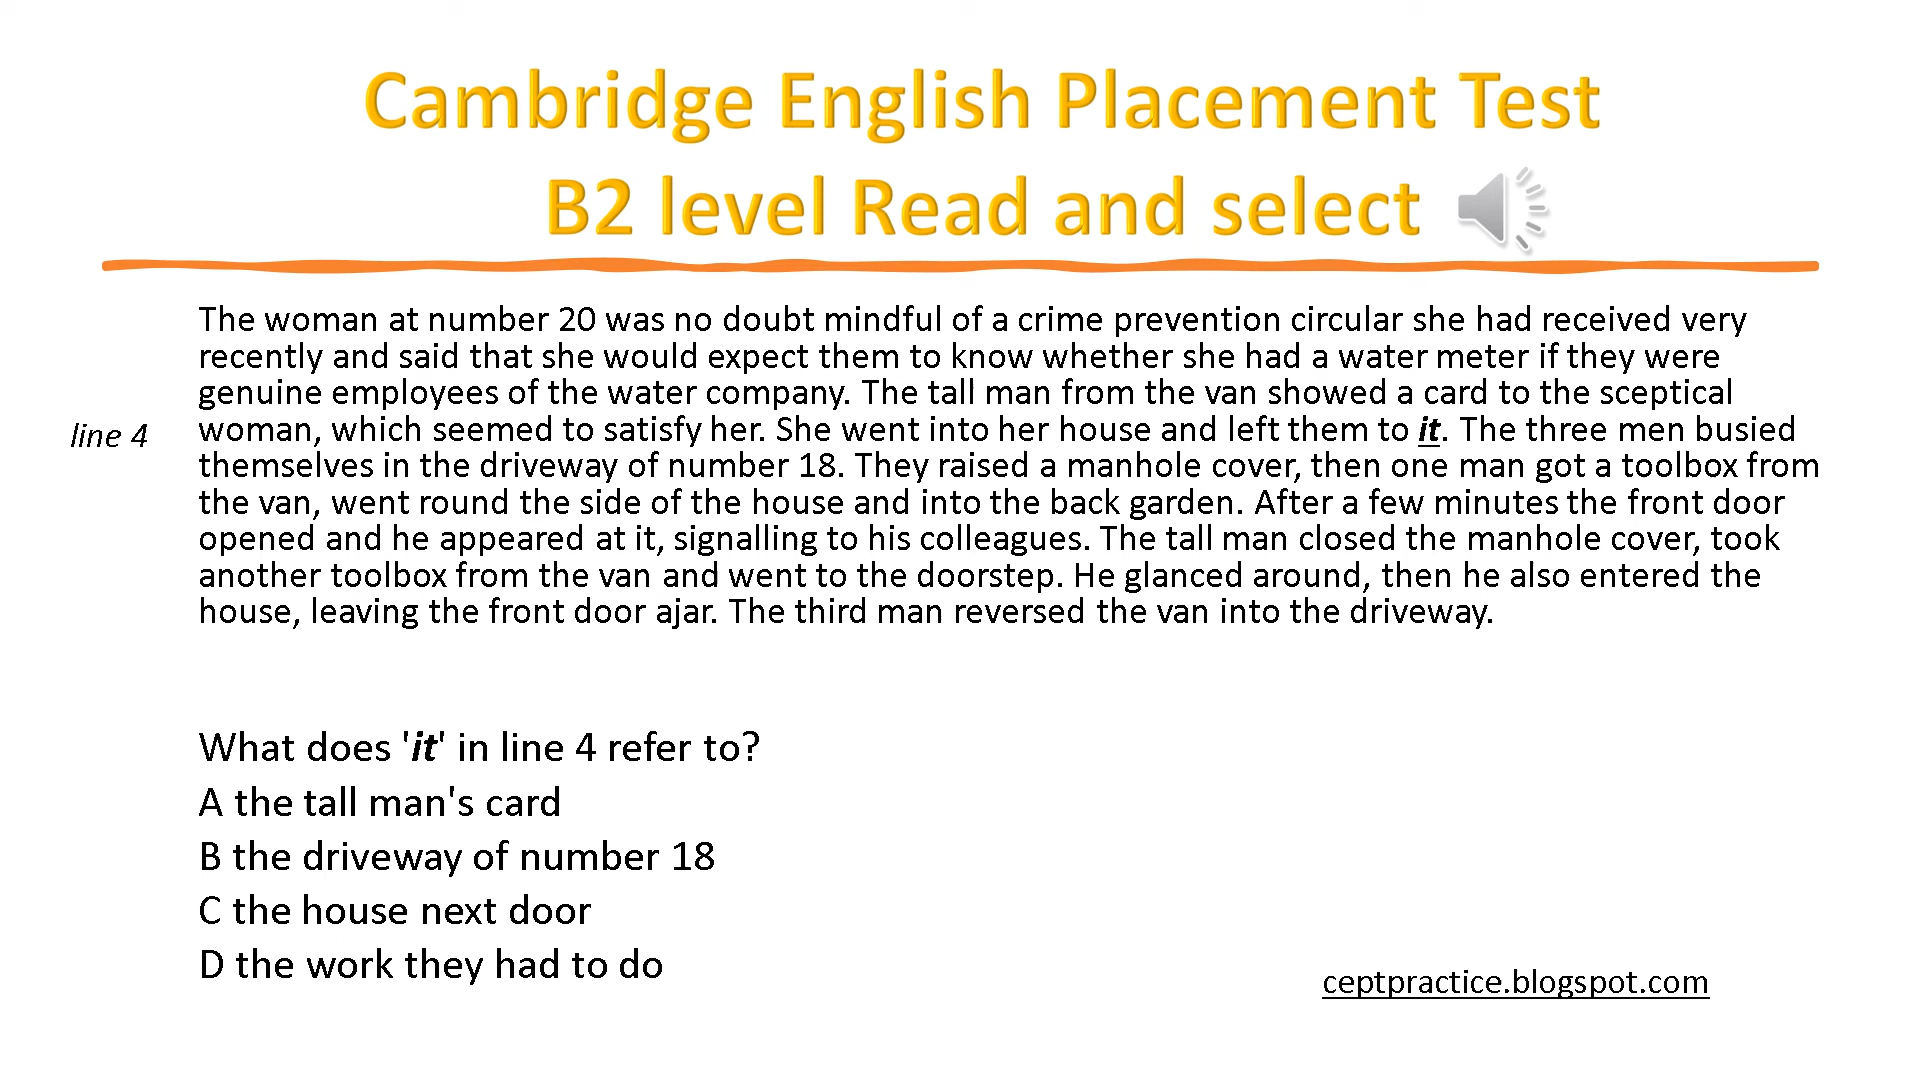 Cambridge English Placement Test
B2 level Read and select
The woman at number 20 was no doubt mindful of a crime prevention circular she had received very
recently and said that she would expect them to know whether she had a water meter if they were
genuine employees of the water company. The tall man from the van showed a card to the sceptical
line 4 woman, which seemed to satisfy her. She went into her house and left them to it. The three men busied
themselves in the driveway of number 18. They raised a manhole cover, then one man got a toolbox from
the van, went round the side of the house and into the back garden. After a few minutes the front door
opened and he appeared at it, signalling to his colleagues. The tall man closed the manhole cover, took
another toolbox from the van and went to the doorstep. He glanced around, then he also entered the
house, leaving the front door ajar. The third man reversed the van into the driveway.
What does 'it' in line 4 refer to?
A the tall man's card
B the driveway of number 18
C the house next door
D the work they had to do
ceptpractice.blogspot.com